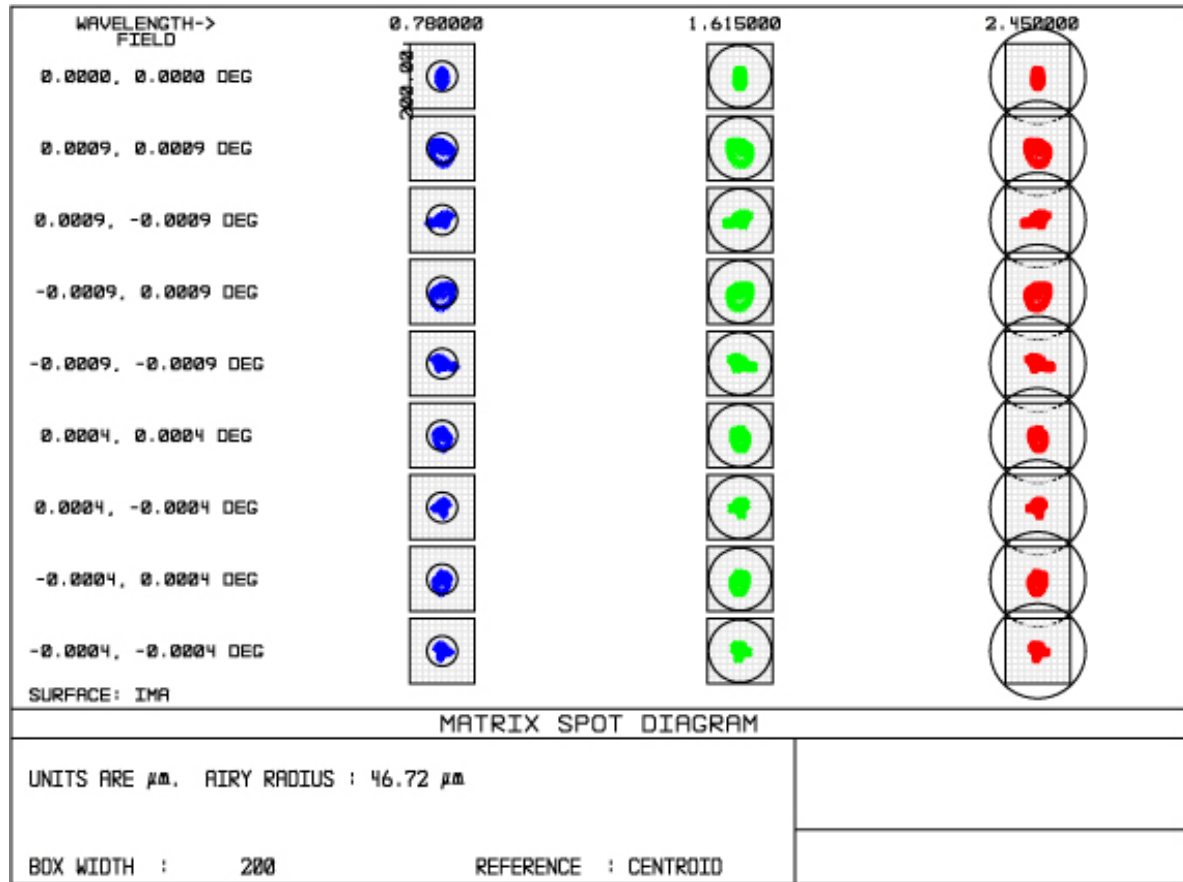 WAVELENGTH-> 0.780000 1.615000 2.450000
FIELD
200.00
0.0000, 0.0000 DEG
0.0009, 0.0009 DEG
0.0009, -0.0009 DEG
-0.0009, 0.0009 DEG
-0.0009, -0.0009 DEG
0.0004, 0.0004 DEG
0.0004, -0.0004 DEG
-0.0004, 0.0004 DEG
-0.0004, -0.0004 DEG
SURFACE: IMA
MATRIX SPOT DIAGRAM
UNITS ARE µm. AIRY RADIUS : 46.72 µm
BOX WIDTH : 200 REFERENCE : CENTROID